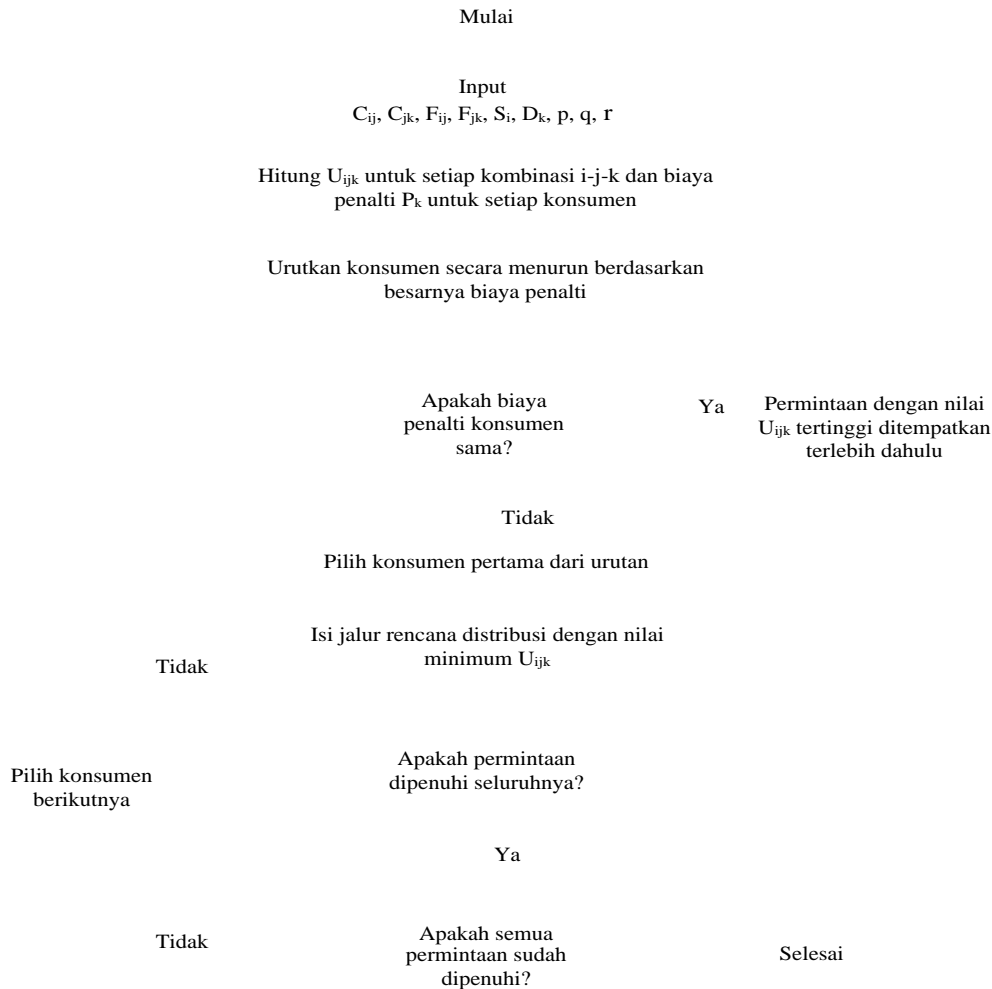 Mulai
Input
Cᵢⱼ, Cⱼₖ, Fᵢⱼ, Fⱼₖ, Sᵢ, Dₖ, p, q, r
Hitung Uᵢⱼₖ untuk setiap kombinasi i-j-k dan biaya
penalti Pₖ untuk setiap konsumen
Urutkan konsumen secara menurun berdasarkan
besarnya biaya penalti
Apakah biaya
penalti konsumen
sama?
Ya
Permintaan dengan nilai
Uᵢⱼₖ tertinggi ditempatkan
terlebih dahulu
Tidak
Pilih konsumen pertama dari urutan
Isi jalur rencana distribusi dengan nilai
minimum Uᵢⱼₖ
Tidak
Apakah permintaan
dipenuhi seluruhnya?
Pilih konsumen
berikutnya
Ya
Tidak
Apakah semua
permintaan sudah
dipenuhi?
Selesai